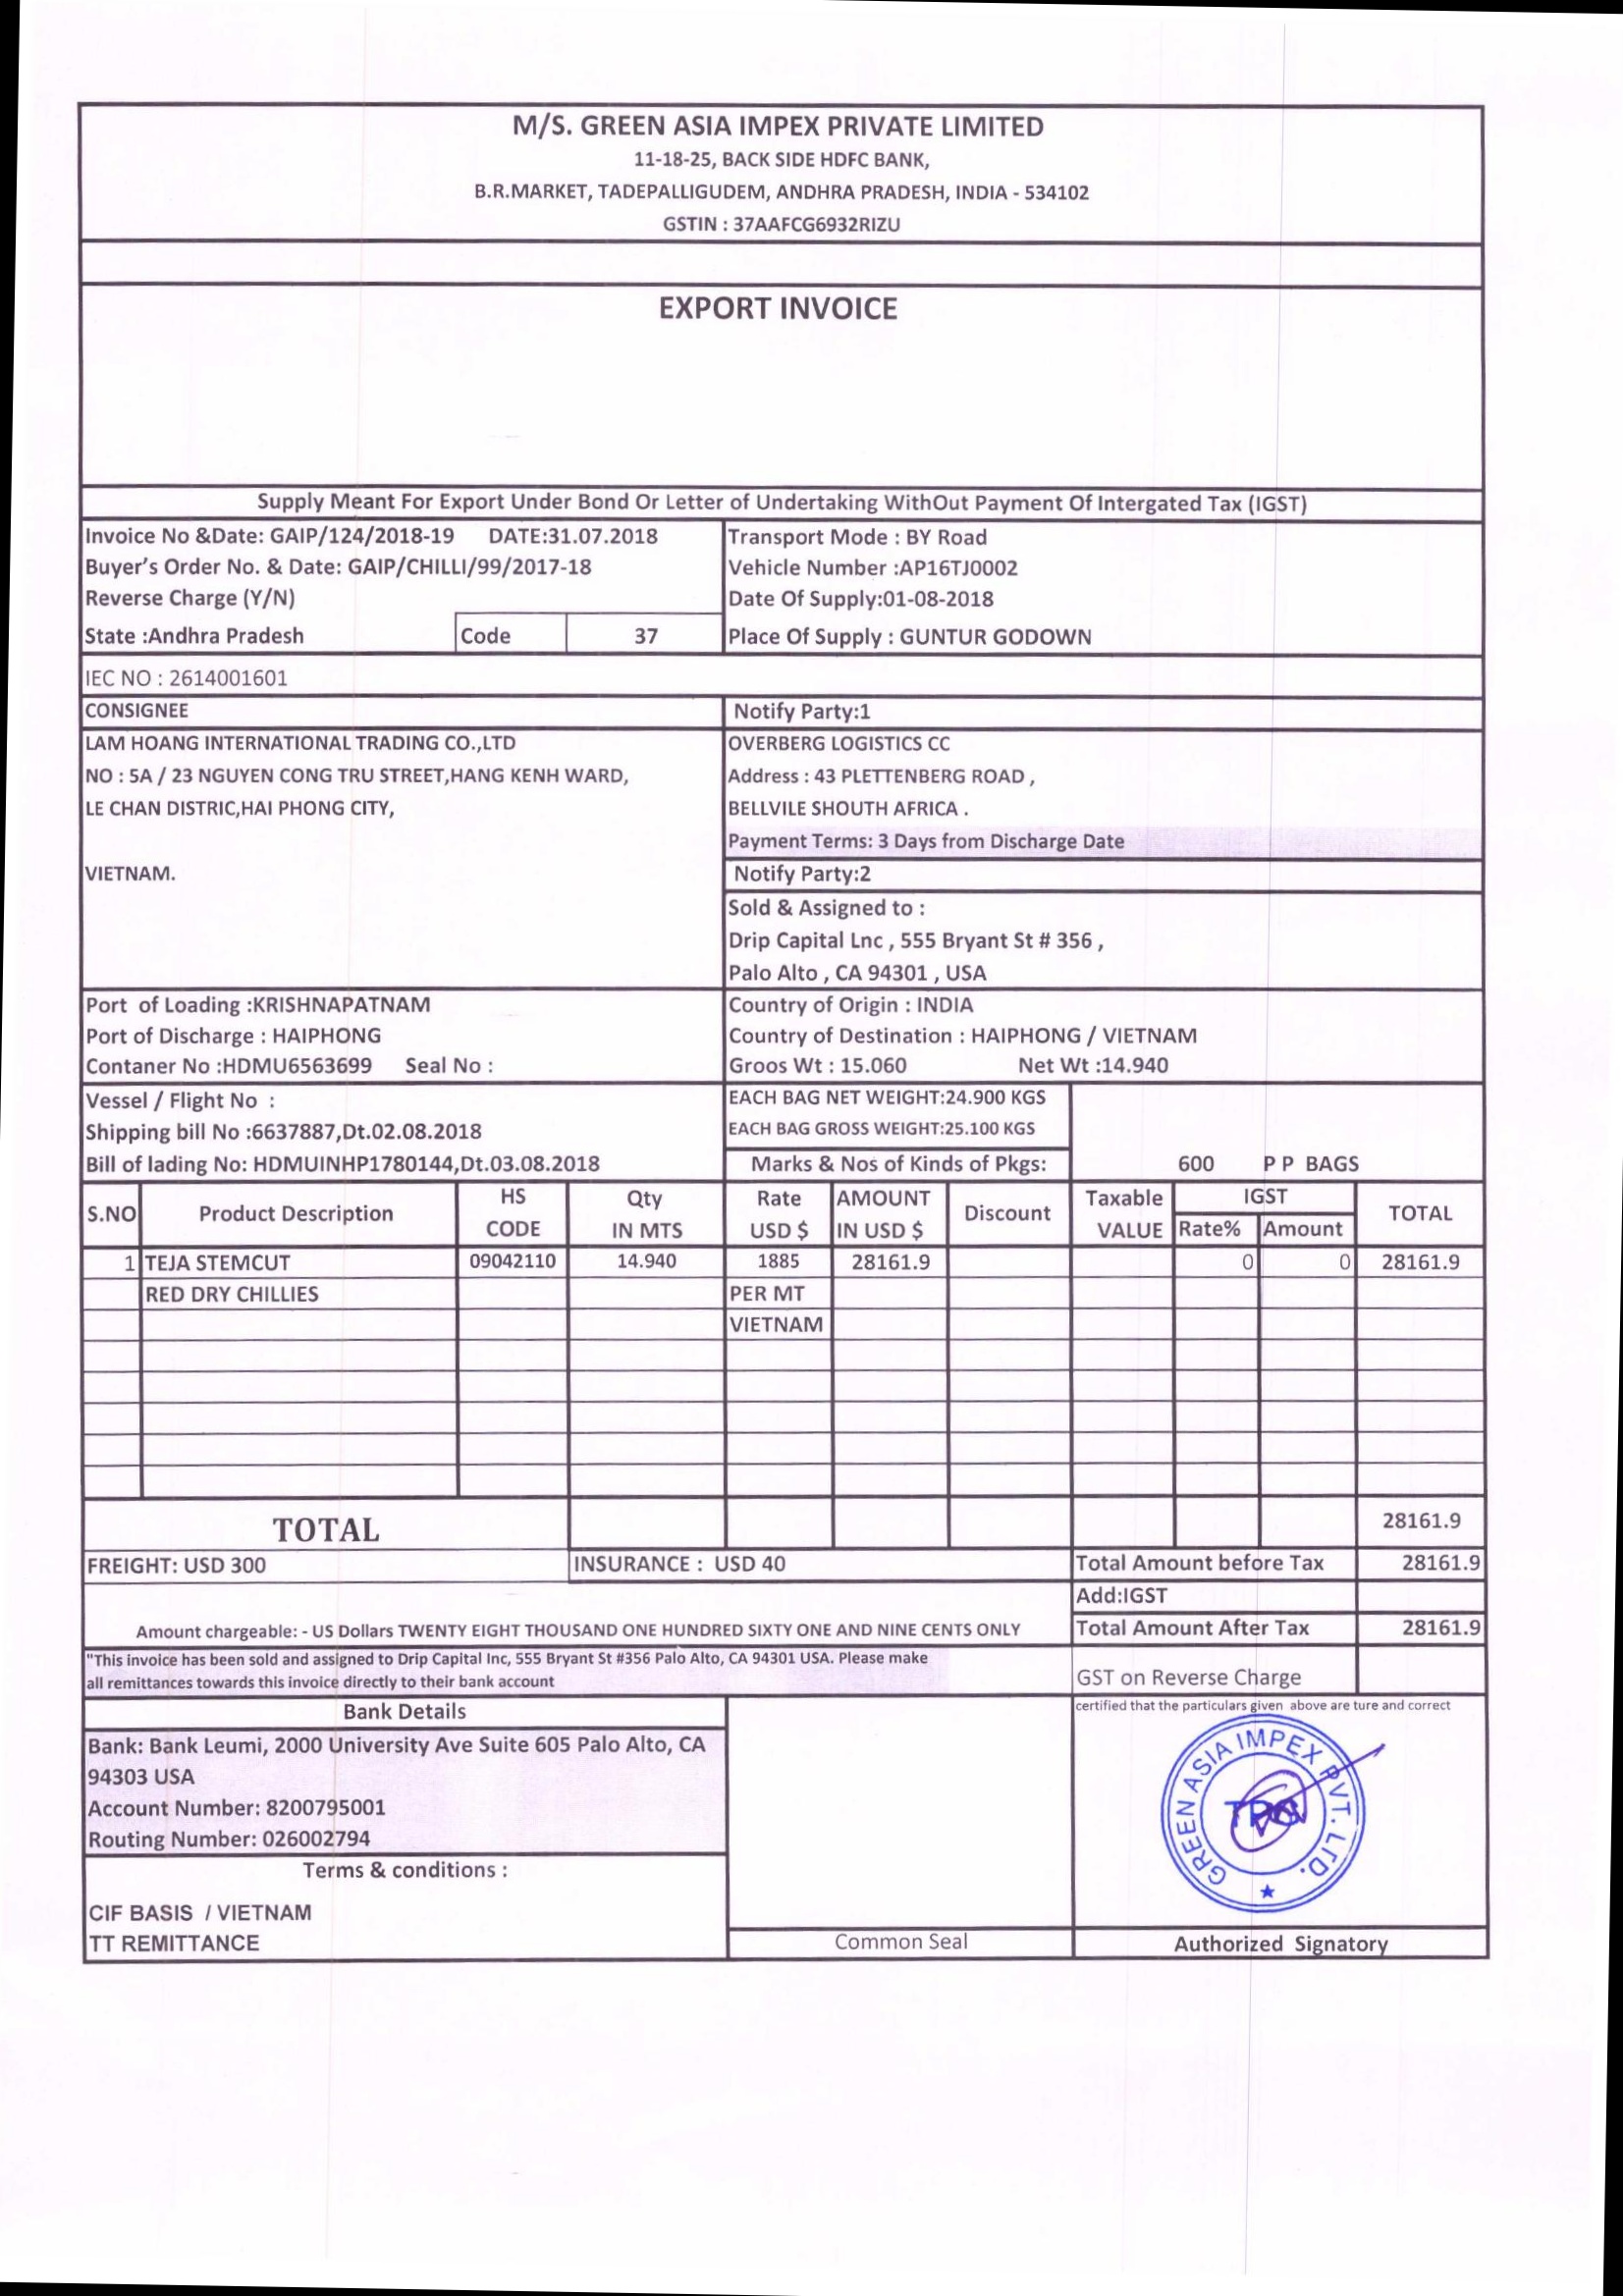 M/S. GREEN ASIA IMPEX PRIVATE LIMITED
11-18-25, BACK SIDE HDFC BANK,
B.R.MARKET, TADEPALLIGUDEM, ANDHRA PRADESH, INDIA - 534102
GSTIN : 37AAFCG6932RIZU
EXPORT INVOICE
Supply Meant For Export Under Bond Or Letter of Undertaking WithOut Payment Of Intergated Tax (IGST)
Invoice No &Date: GAIP/124/2018-19 DATE:31.07.2018
Buyer's Order No. & Date: GAIP/CHILLI/99/2017-18
Reverse Charge (Y/N)
State :Andhra Pradesh Code 37
Transport Mode : BY Road
Vehicle Number :AP16TJ0002
Date Of Supply:01-08-2018
Place Of Supply : GUNTUR GODOWN
IEC NO : 2614001601
CONSIGNEE
LAM HOANG INTERNATIONAL TRADING CO.,LTD
NO : 5A / 23 NGUYEN CONG TRU STREET,HANG KENH WARD,
LE CHAN DISTRIC,HAI PHONG CITY,
VIETNAM.
Notify Party:1
OVERBERG LOGISTICS CC
Address : 43 PLETTENBERG ROAD ,
BELLVILE SHOUTH AFRICA .
Payment Terms: 3 Days from Discharge Date
Notify Party:2
Sold & Assigned to :
Drip Capital Lnc , 555 Bryant St # 356 ,
Palo Alto , CA 94301 , USA
Port of Loading :KRISHNAPATNAM
Port of Discharge : HAIPHONG
Contaner No :HDMU6563699 Seal No :
Country of Origin : INDIA
Country of Destination : HAIPHONG / VIETNAM
Groos Wt : 15.060 Net Wt :14.940
Vessel / Flight No :
Shipping bill No :6637887,Dt.02.08.2018
Bill of lading No: HDMUINHP1780144,Dt.03.08.2018
EACH BAG NET WEIGHT:24.900 KGS
EACH BAG GROSS WEIGHT:25.100 KGS
Marks & Nos of Kinds of Pkgs: 600 P P BAGS
S.NO Product Description HS CODE Qty IN MTS Rate USD $ AMOUNT IN USD $ Discount Taxable VALUE IGST Rate% Amount TOTAL
1 TEJA STEMCUT 09042110 14.940 1885 28161.9 0 0 28161.9
RED DRY CHILLIES PER MT
VIETNAM
TOTAL 28161.9
FREIGHT: USD 300 INSURANCE : USD 40 Total Amount before Tax 28161.9
Add:IGST
Amount chargeable: - US Dollars TWENTY EIGHT THOUSAND ONE HUNDRED SIXTY ONE AND NINE CENTS ONLY Total Amount After Tax 28161.9
"This invoice has been sold and assigned to Drip Capital Inc, 555 Bryant St #356 Palo Alto, CA 94301 USA. Please make
all remittances towards this invoice directly to their bank account
GST on Reverse Charge
Bank Details
Bank: Bank Leumi, 2000 University Ave Suite 605 Palo Alto, CA
94303 USA
Account Number: 8200795001
Routing Number: 026002794
Terms & conditions :
CIF BASIS / VIETNAM
TT REMITTANCE
Common Seal
certified that the particulars given above are ture and correct
GREEN ASIA IMPEX PVT. LTD.
Authorized Signatory